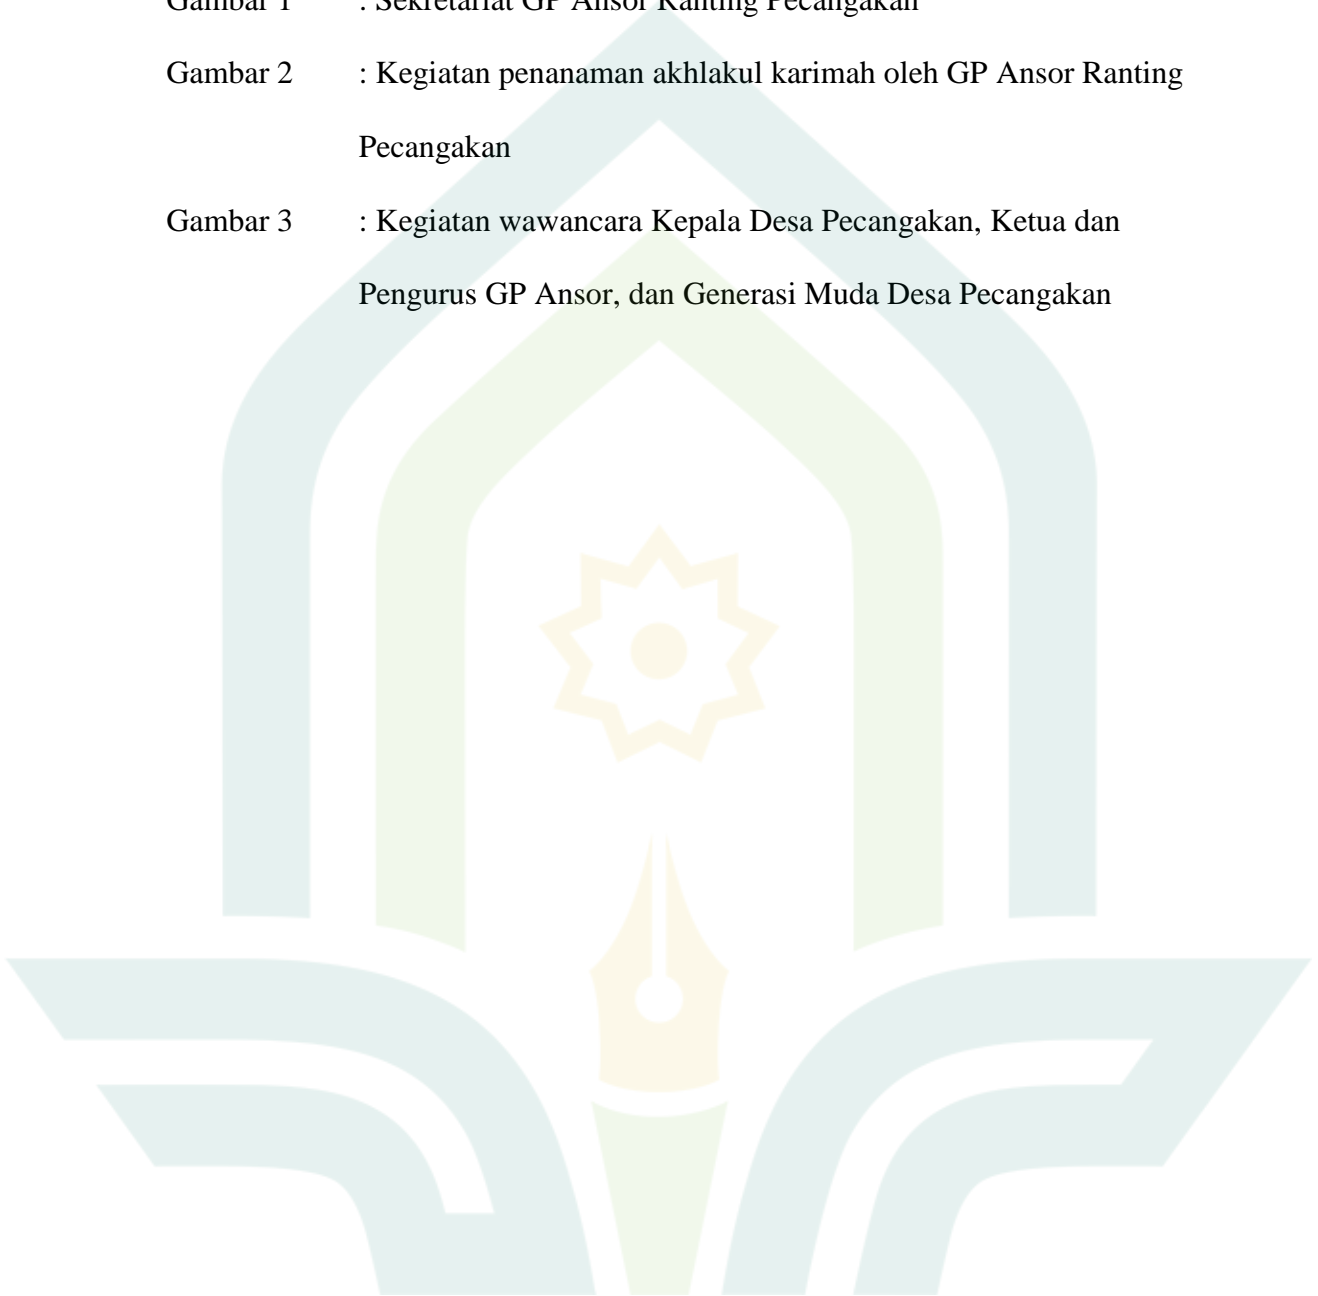 Gambar 1 : Sekretariat GP Ansor Ranting Pecangakan
Gambar 2 : Kegiatan penanaman akhlakul karimah oleh GP Ansor Ranting
Pecangakan
Gambar 3 : Kegiatan wawancara Kepala Desa Pecangakan, Ketua dan
Pengurus GP Ansor, dan Generasi Muda Desa Pecangakan